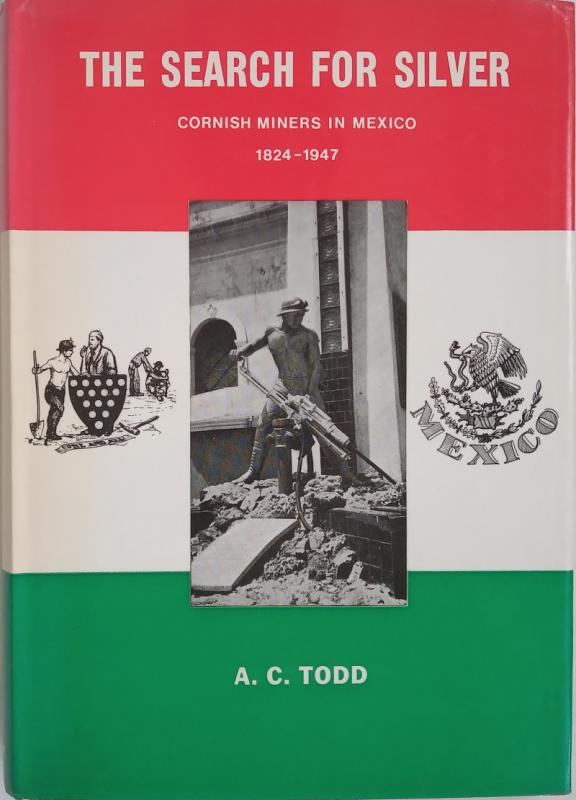 THE SEARCH FOR SILVER
CORNISH MINERS IN MEXICO
1824-1947
MEXICO
A. C. TODD